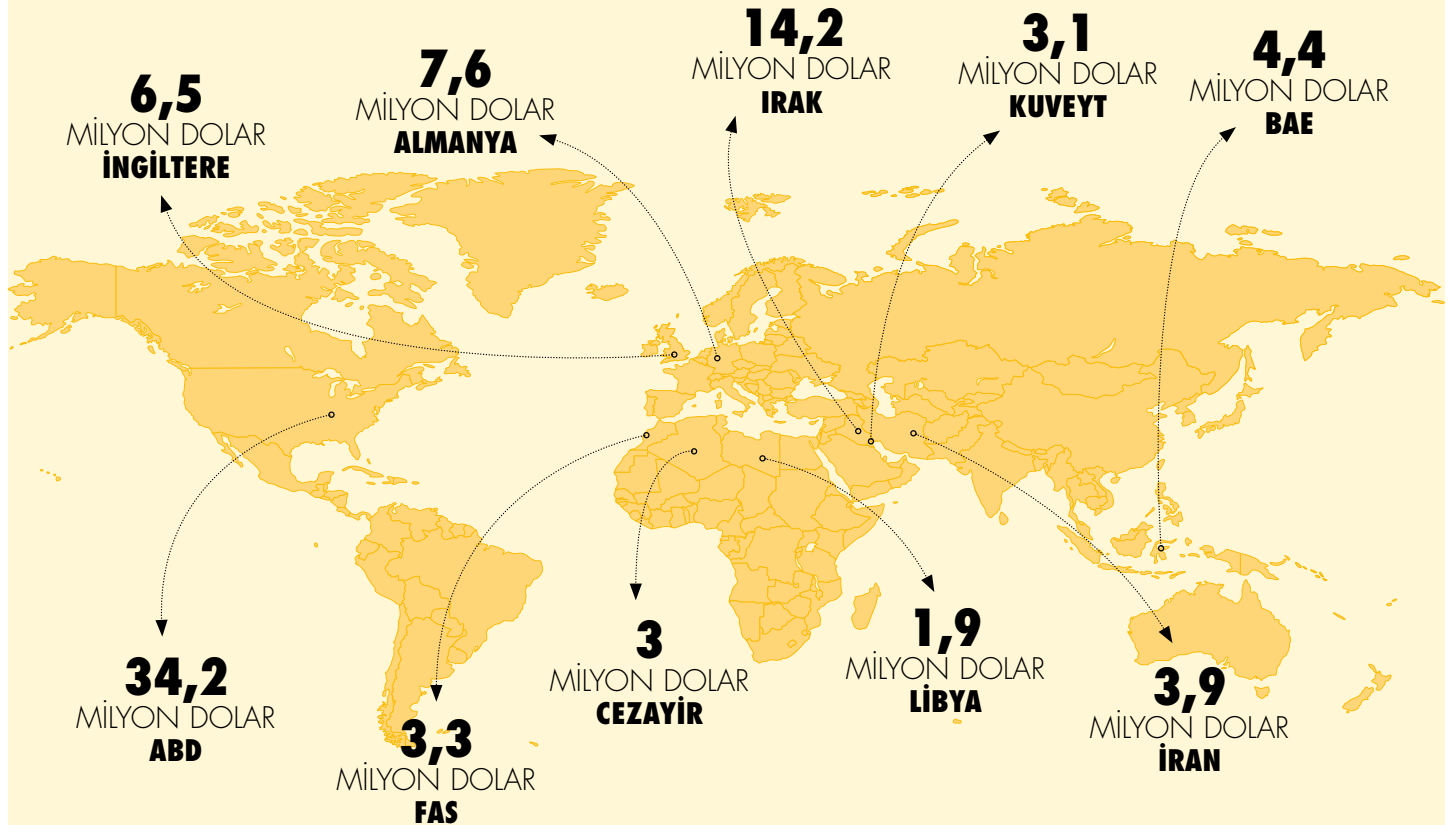 6,5
MİLYON DOLAR
İNGİLTERE
7,6
MİLYON DOLAR
ALMANYA
14,2
MİLYON DOLAR
IRAK
3,1
MİLYON DOLAR
KUVEYT
4,4
MİLYON DOLAR
BAE
34,2
MİLYON DOLAR
ABD
3,3
MİLYON DOLAR
FAS
3
MİLYON DOLAR
CEZAYİR
1,9
MİLYON DOLAR
LİBYA
3,9
MİLYON DOLAR
İRAN